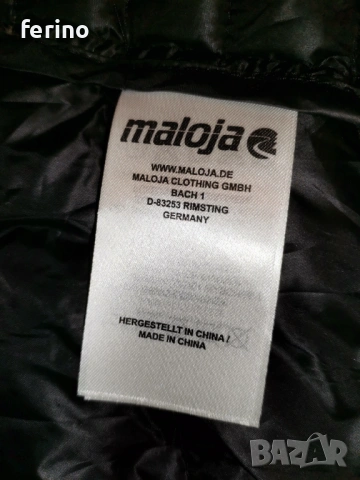 ferino
maloja
WWW.MALOJA.DE
MALOJA CLOTHING GMBH
BACH 1
D-83253 RIMSTING
GERMANY
HERGESTELLT IN CHINA /
MADE IN CHINA
BAZAR